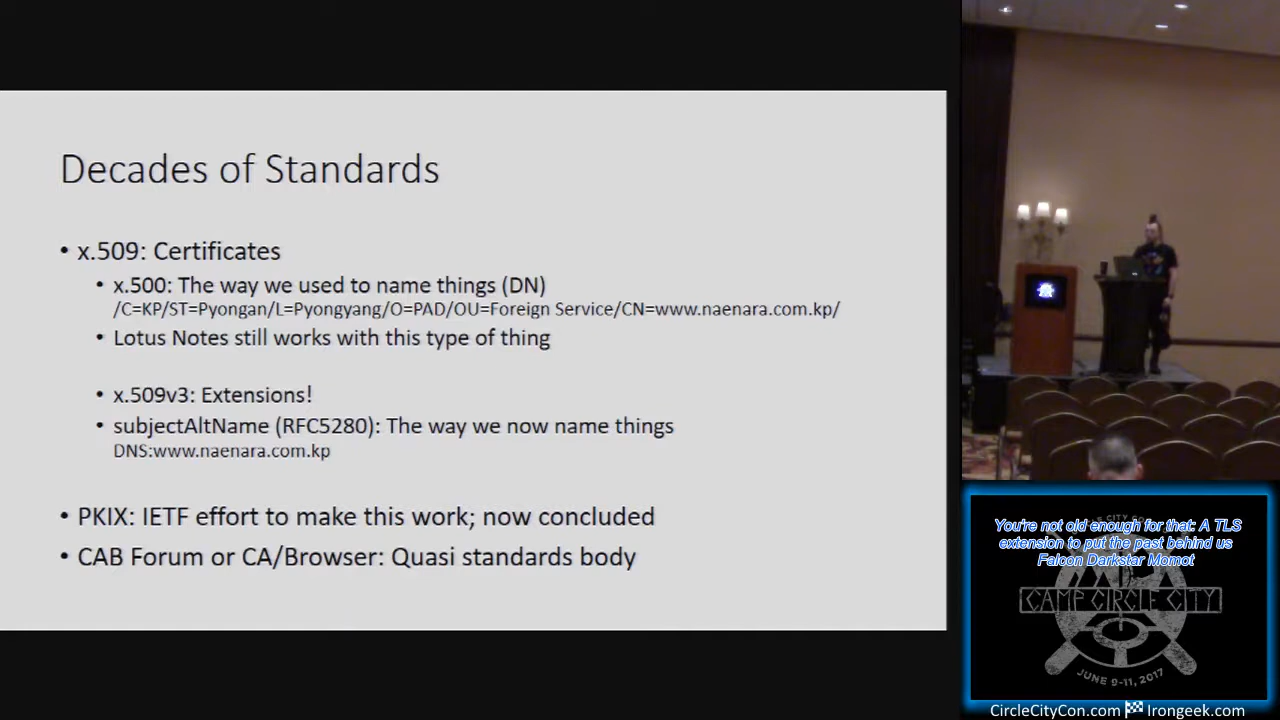 Decades of Standards
• x.509: Certificates
• x.500: The way we used to name things (DN)
/C=KP/ST=Pyongan/L=Pyongyang/O=PAD/OU=Foreign Service/CN=www.naenara.com.kp/
• Lotus Notes still works with this type of thing
• x.509v3: Extensions!
• subjectAltName (RFC5280): The way we now name things
DNS:www.naenara.com.kp
• PKIX: IETF effort to make this work; now concluded
• CAB Forum or CA/Browser: Quasi standards body
You're not old enough for that: A TLS
extension to put the past behind us
Falcon Darkstar Momot
CAMP CIRCLE CITY
JUNE 9-11, 2017
CircleCityCon.com Irongeek.com